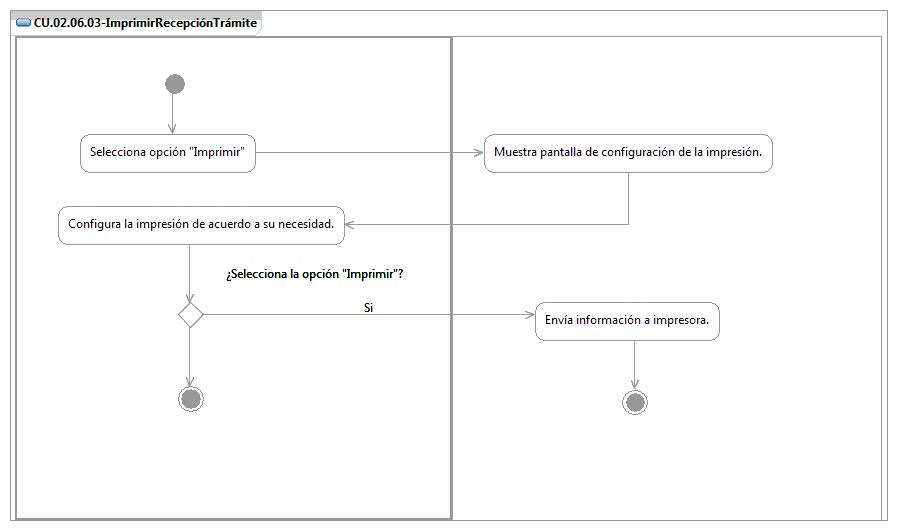 CU.02.06.03-ImprimirRecepciónTrámite
Selecciona opción "Imprimir"
Muestra pantalla de configuración de la impresión.
Configura la impresión de acuerdo a su necesidad.
¿Selecciona la opción "Imprimir"?
Si
Envía información a impresora.